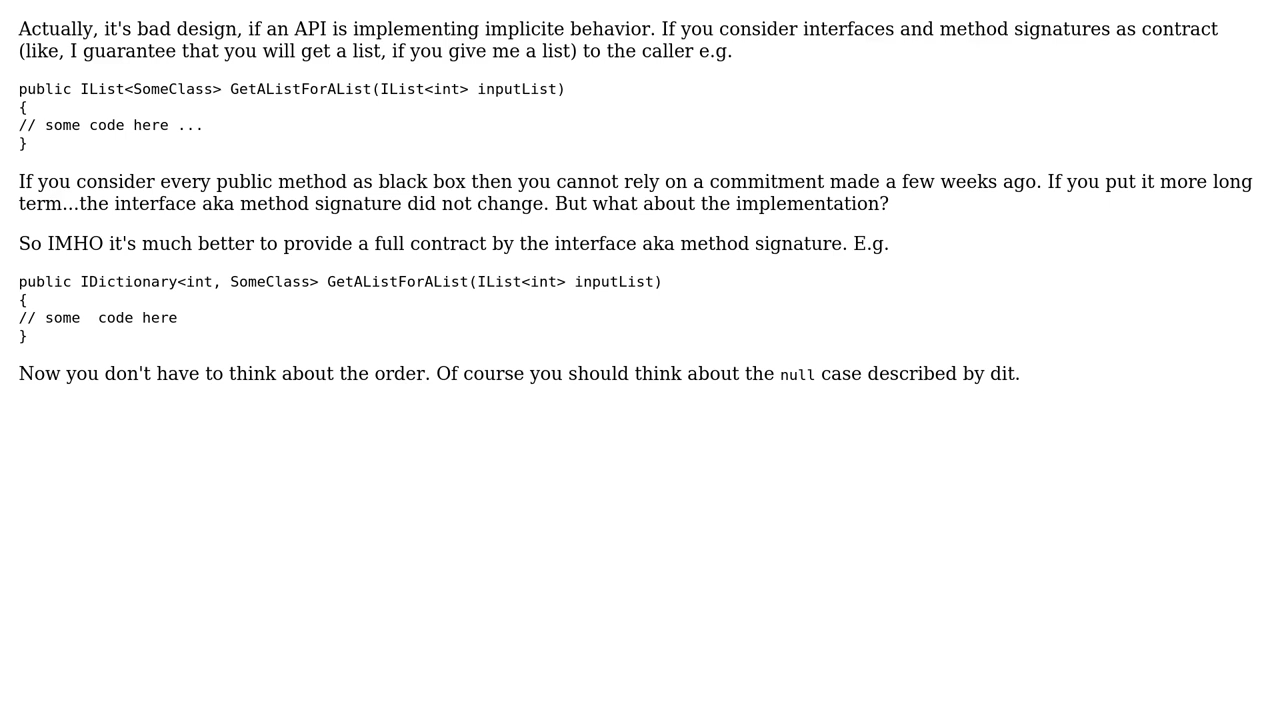 Actually, it's bad design, if an API is implementing implicite behavior. If you consider interfaces and method signatures as contract
(like, I guarantee that you will get a list, if you give me a list) to the caller e.g.
public IList<SomeClass> GetAListForAList(IList<int> inputList)
{
// some code here ...
}
If you consider every public method as black box then you cannot rely on a commitment made a few weeks ago. If you put it more long
term...the interface aka method signature did not change. But what about the implementation?
So IMHO it's much better to provide a full contract by the interface aka method signature. E.g.
public IDictionary<int, SomeClass> GetAListForAList(IList<int> inputList)
{
// some  code here
}
Now you don't have to think about the order. Of course you should think about the null case described by dit.